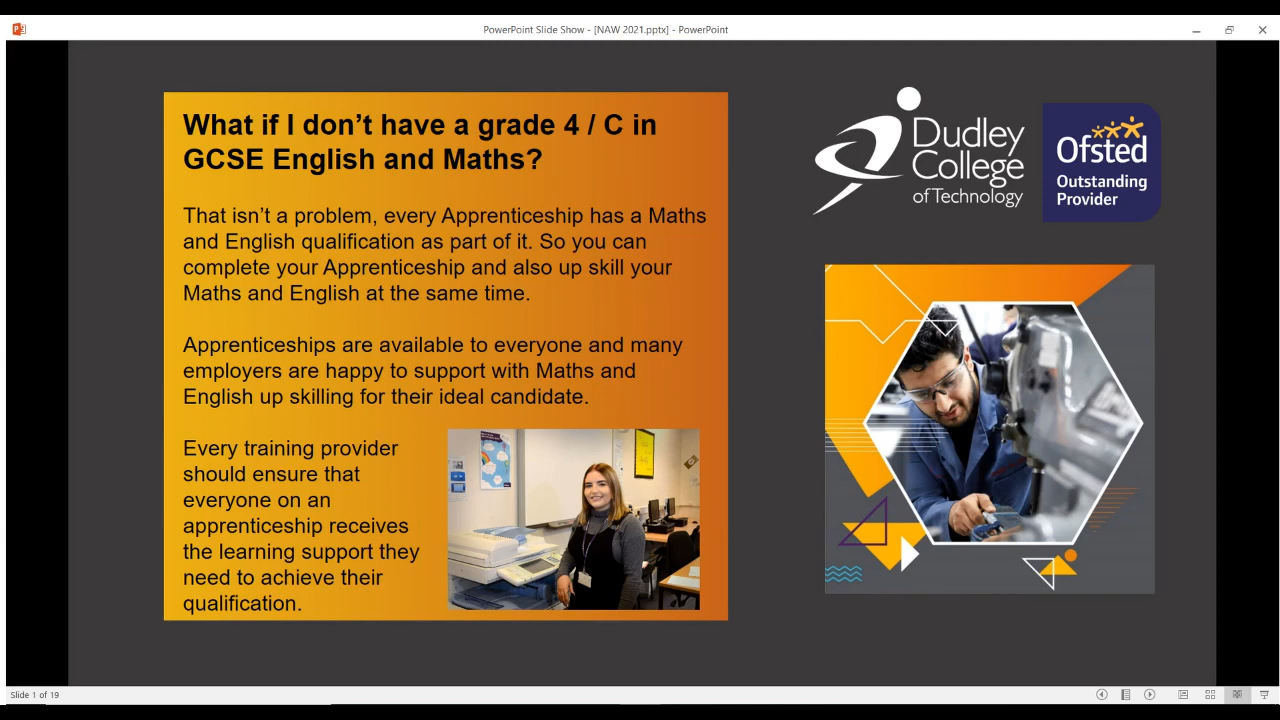 PowerPoint Slide Show - [NAW 2021.pptx] - PowerPoint
What if I don't have a grade 4 / C in
GCSE English and Maths?
That isn't a problem, every Apprenticeship has a Maths
and English qualification as part of it. So you can
complete your Apprenticeship and also up skill your
Maths and English at the same time.
Apprenticeships are available to everyone and many
employers are happy to support with Maths and
English up skilling for their ideal candidate.
Every training provider
should ensure that
everyone on an
apprenticeship receives
the learning support they
need to achieve their
qualification.
Dudley
College
of Technology
Ofsted
Outstanding
Provider
Slide 1 of 19